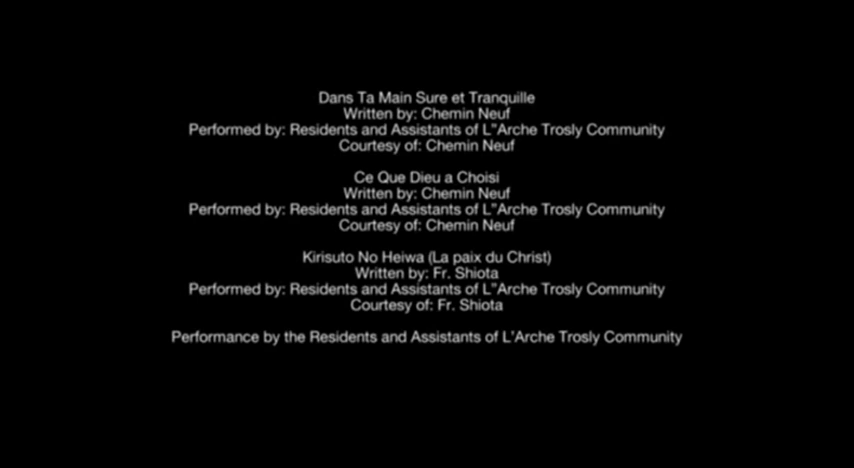 Dans Ta Main Sure et Tranquille
Written by: Chemin Neuf
Performed by: Residents and Assistants of L"Arche Trosly Community
Courtesy of: Chemin Neuf
Ce Que Dieu a Choisi
Written by: Chemin Neuf
Performed by: Residents and Assistants of L"Arche Trosly Community
Courtesy of: Chemin Neuf
Kirisuto No Heiwa (La paix du Christ)
Written by: Fr. Shiota
Performed by: Residents and Assistants of L"Arche Trosly Community
Courtesy of: Fr. Shiota
Performance by the Residents and Assistants of L'Arche Trosly Community